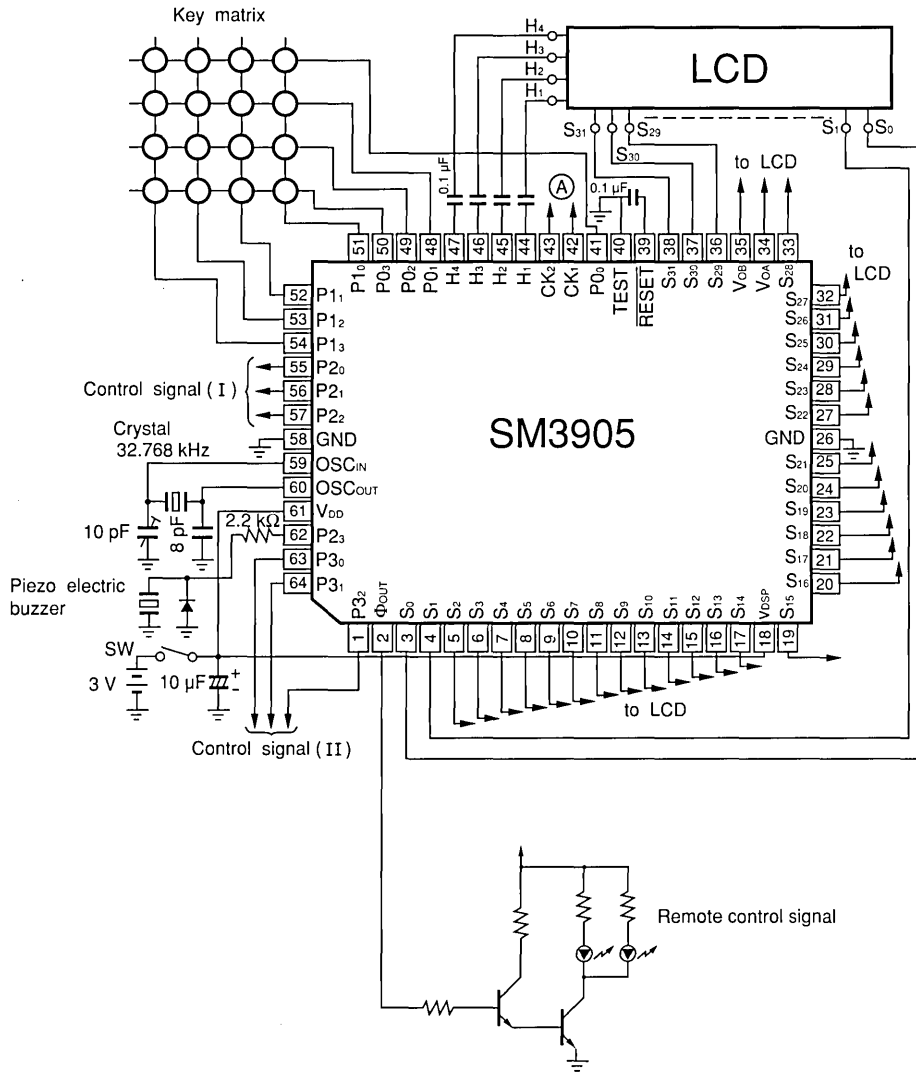 Key matrix
H4
H3
H2
H1
LCD
S31
S30
S29
S1
S0
0.1 µF
A
0.1 µF
to LCD
51 50 49 48 47 46 45 44 43 42 41 40 39 38 37 36 35 34 33
P10 P03 P02 P01 H4 H3 H2 H1 CK2 CK1 P00 TEST RESET S31 S30 S29 VOB VOA S28
to LCD
52 P11
53 P12
54 P13
55 P20
56 P21
57 P22
58 GND
59 OSCIN
60 OSCOUT
61 VDD
62 P23
63 P30
64 P31
Control signal (I)
Crystal
32.768 kHz
10 pF
8 pF
2.2 kΩ
Piezo electric
buzzer
SM3905
S27 32
S26 31
S25 30
S24 29
S23 28
S22 27
GND 26
S21 25
S20 24
S19 23
S18 22
S17 21
S16 20
P32 ΦOUT S0 S1 S2 S3 S4 S5 S6 S7 S8 S9 S10 S11 S12 S13 S14 VDSP S15
1 2 3 4 5 6 7 8 9 10 11 12 13 14 15 16 17 18 19
SW
3 V
10 µF
+
-
to LCD
Control signal (II)
Remote control signal